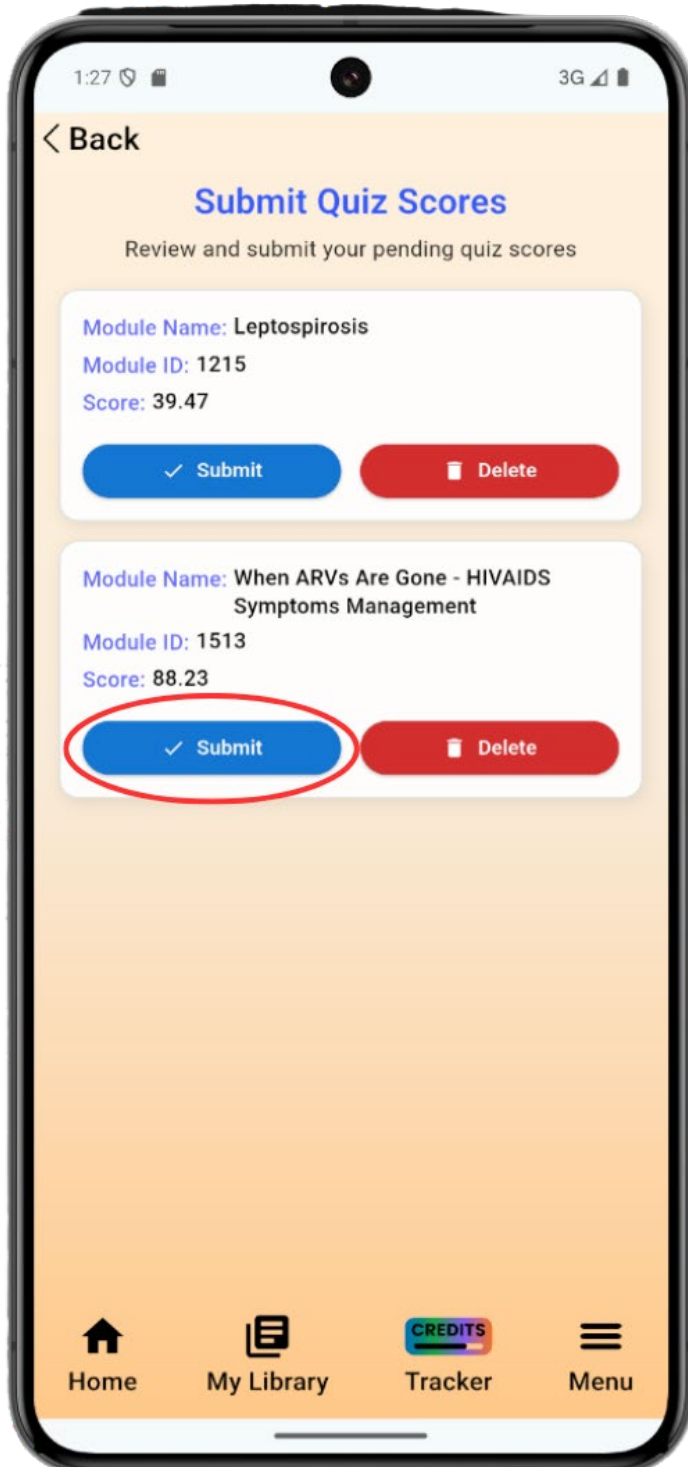 1:27
3G
Back
Submit Quiz Scores
Review and submit your pending quiz scores
Module Name: Leptospirosis
Module ID: 1215
Score: 39.47
Submit Delete
Module Name: When ARVs Are Gone - HIVAIDS
Symptoms Management
Module ID: 1513
Score: 88.23
Submit Delete
CREDITS
Home My Library Tracker Menu